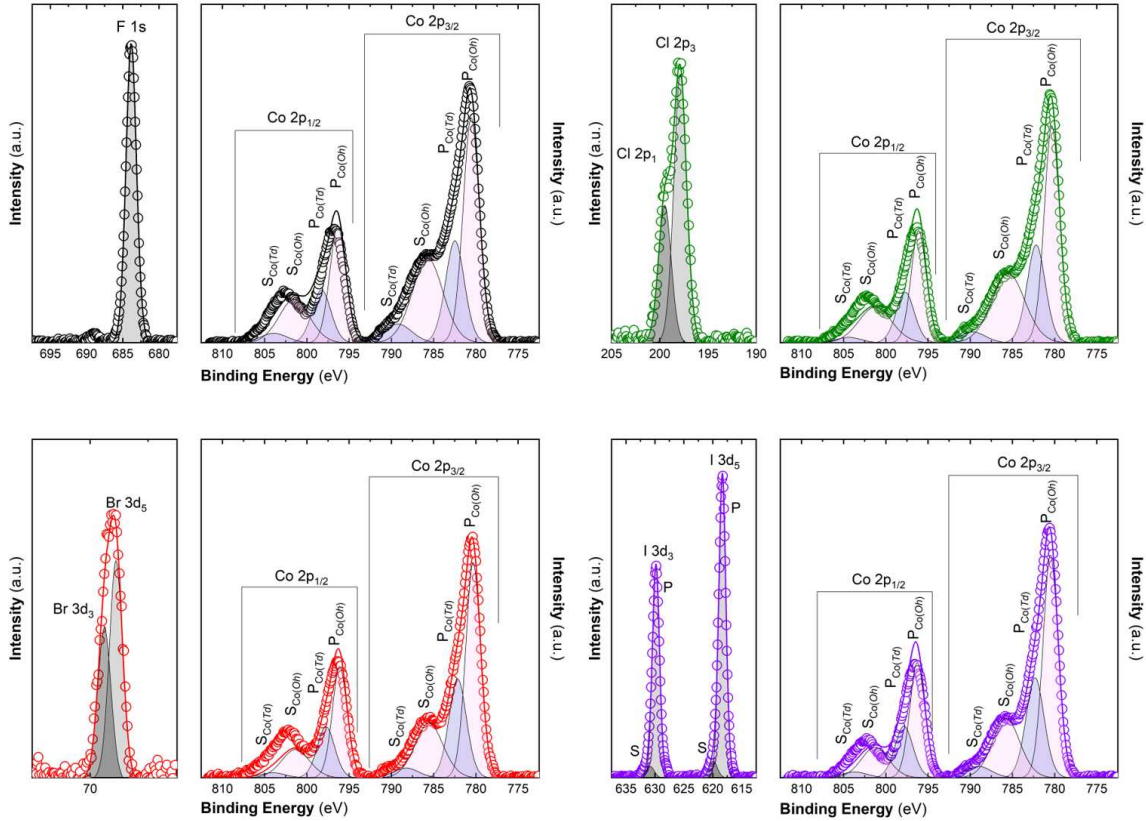 F 1s
Intensity (a.u.)
695 690 685 680
Co 2p3/2
Co 2p1/2
SCo(Td)
SCo(Oh)
PCo(Td)
PCo(Oh)
SCo(Td)
SCo(Oh)
PCo(Td)
PCo(Oh)
Intensity (a.u.)
810 805 800 795 790 785 780 775
Binding Energy (eV)
Cl 2p3
Cl 2p1
Intensity (a.u.)
205 200 195 190
Co 2p3/2
Co 2p1/2
SCo(Td)
SCo(Oh)
PCo(Td)
PCo(Oh)
SCo(Td)
SCo(Oh)
PCo(Td)
PCo(Oh)
Intensity (a.u.)
810 805 800 795 790 785 780 775
Binding Energy (eV)
Br 3d5
Br 3d3
Intensity (a.u.)
70
Co 2p3/2
Co 2p1/2
SCo(Td)
SCo(Oh)
PCo(Td)
PCo(Oh)
SCo(Td)
SCo(Oh)
PCo(Td)
PCo(Oh)
Intensity (a.u.)
810 805 800 795 790 785 780 775
Binding Energy (eV)
I 3d5
P
I 3d3
P
S
S
Intensity (a.u.)
635 630 625 620 615
Co 2p3/2
Co 2p1/2
SCo(Td)
SCo(Oh)
PCo(Td)
PCo(Oh)
SCo(Td)
SCo(Oh)
PCo(Td)
PCo(Oh)
Intensity (a.u.)
810 805 800 795 790 785 780 775
Binding Energy (eV)